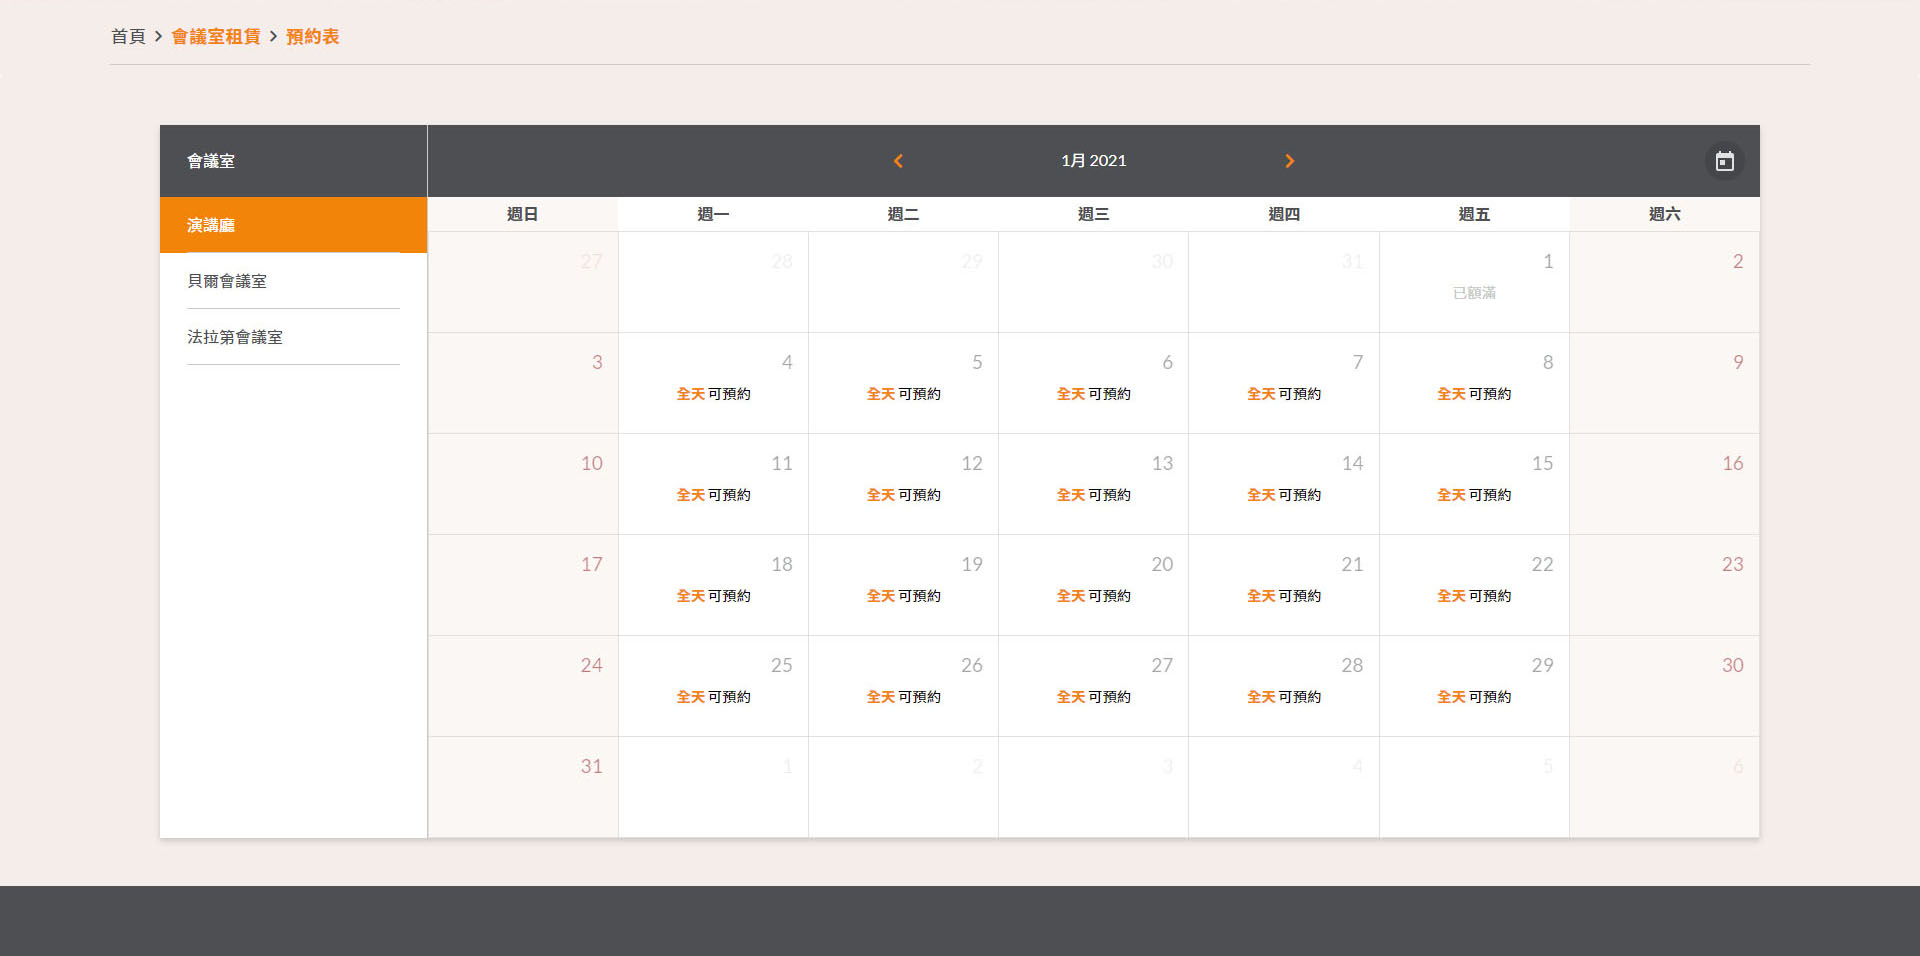 首頁 > 會議室租賃 > 預約表
會議室
1月 2021
演講廳
貝爾會議室
法拉第會議室
週日 週一 週二 週三 週四 週五 週六
27 28 29 30 31 1 2
已額滿
3 4 5 6 7 8 9
全天 可預約 全天 可預約 全天 可預約 全天 可預約 全天 可預約
10 11 12 13 14 15 16
全天 可預約 全天 可預約 全天 可預約 全天 可預約 全天 可預約
17 18 19 20 21 22 23
全天 可預約 全天 可預約 全天 可預約 全天 可預約 全天 可預約
24 25 26 27 28 29 30
全天 可預約 全天 可預約 全天 可預約 全天 可預約 全天 可預約
31 1 2 3 4 5 6